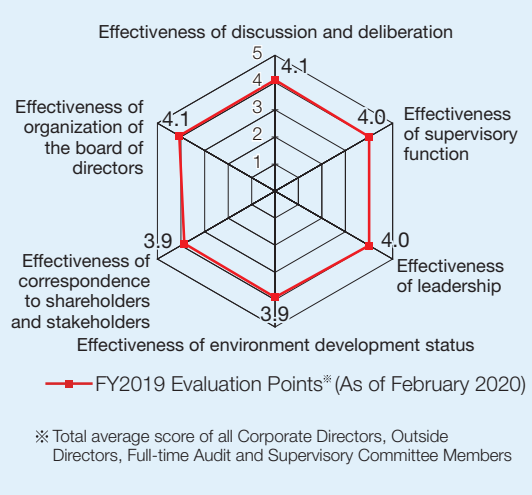 Effectiveness of discussion and deliberation
5
4.1
4
3
2
1
Effectiveness of
organization of
the board of
directors
4.1
4.0
Effectiveness
of supervisory
function
3.9
Effectiveness of
correspondence
to shareholders
and stakeholders
4.0
Effectiveness
of leadership
3.9
Effectiveness of environment development status
FY2019 Evaluation Points※(As of February 2020)
※ Total average score of all Corporate Directors, Outside
Directors, Full-time Audit and Supervisory Committee Members